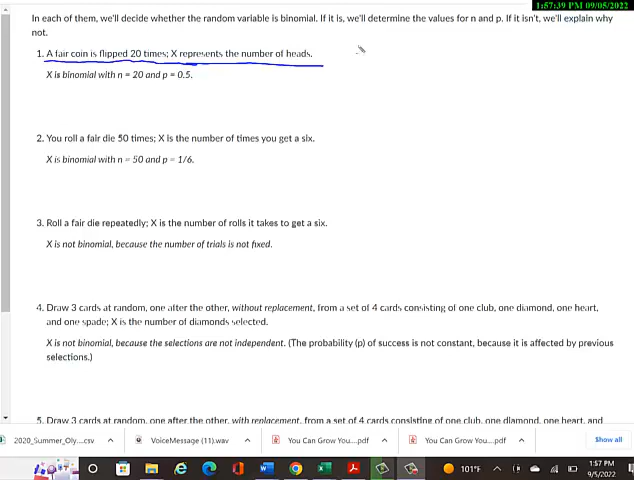 1:57:39 PM 09/05/2022
In each of them, we'll decide whether the random variable is binomial. If it is, we'll determine the values for n and p. If it isn't, we'll explain why
not.
1. A fair coin is flipped 20 times; X represents the number of heads.
X is binomial with n = 20 and p = 0.5.
2. You roll a fair die 50 times; X is the number of times you get a six.
X is binomial with n = 50 and p = 1/6.
3. Roll a fair die repeatedly; X is the number of rolls it takes to get a six.
X is not binomial, because the number of trials is not fixed.
4. Draw 3 cards at random, one after the other, without replacement, from a set of 4 cards consisting of one club, one diamond, one heart,
and one spade; X is the number of diamonds selected.
X is not binomial, because the selections are not independent. (The probability (p) of success is not constant, because it is affected by previous
selections.)
5. Draw 3 cards at random, one after the other, with replacement, from a set of 4 cards consisting of one club, one diamond, one heart, and
2020_Summer_Oly....csv
VoiceMessage (11).wav
You Can Grow You....pdf
You Can Grow You....pdf
Show all
101°F
1:57 PM
9/5/2022